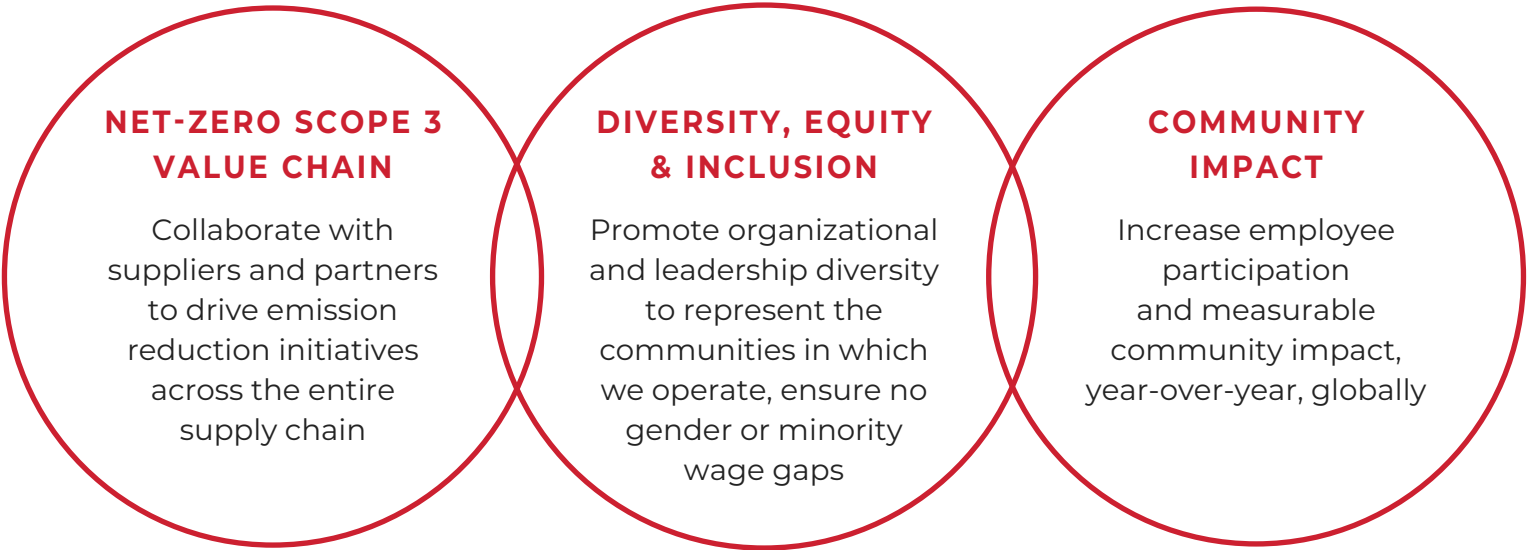 NET-ZERO SCOPE 3
VALUE CHAIN
Collaborate with
suppliers and partners
to drive emission
reduction initiatives
across the entire
supply chain
DIVERSITY, EQUITY
& INCLUSION
Promote organizational
and leadership diversity
to represent the
communities in which
we operate, ensure no
gender or minority
wage gaps
COMMUNITY
IMPACT
Increase employee
participation
and measurable
community impact,
year-over-year, globally